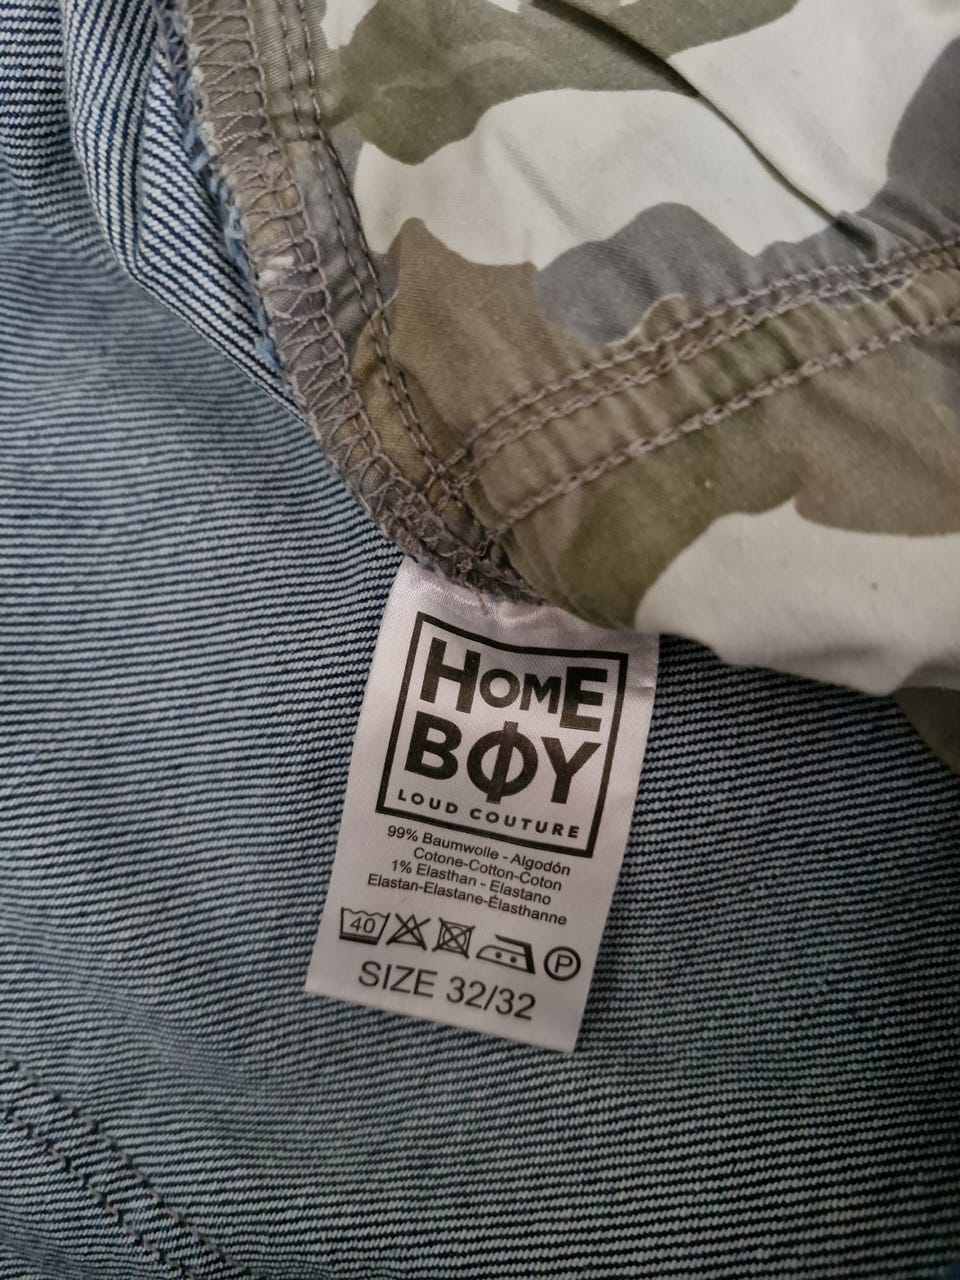 HOME
BOY
LOUD COUTURE
99% Baumwolle - Algodón
Cotone-Cotton-Coton
1% Elasthan - Elastano
Elastan-Elastane-Élasthanne
40 P
SIZE 32/32